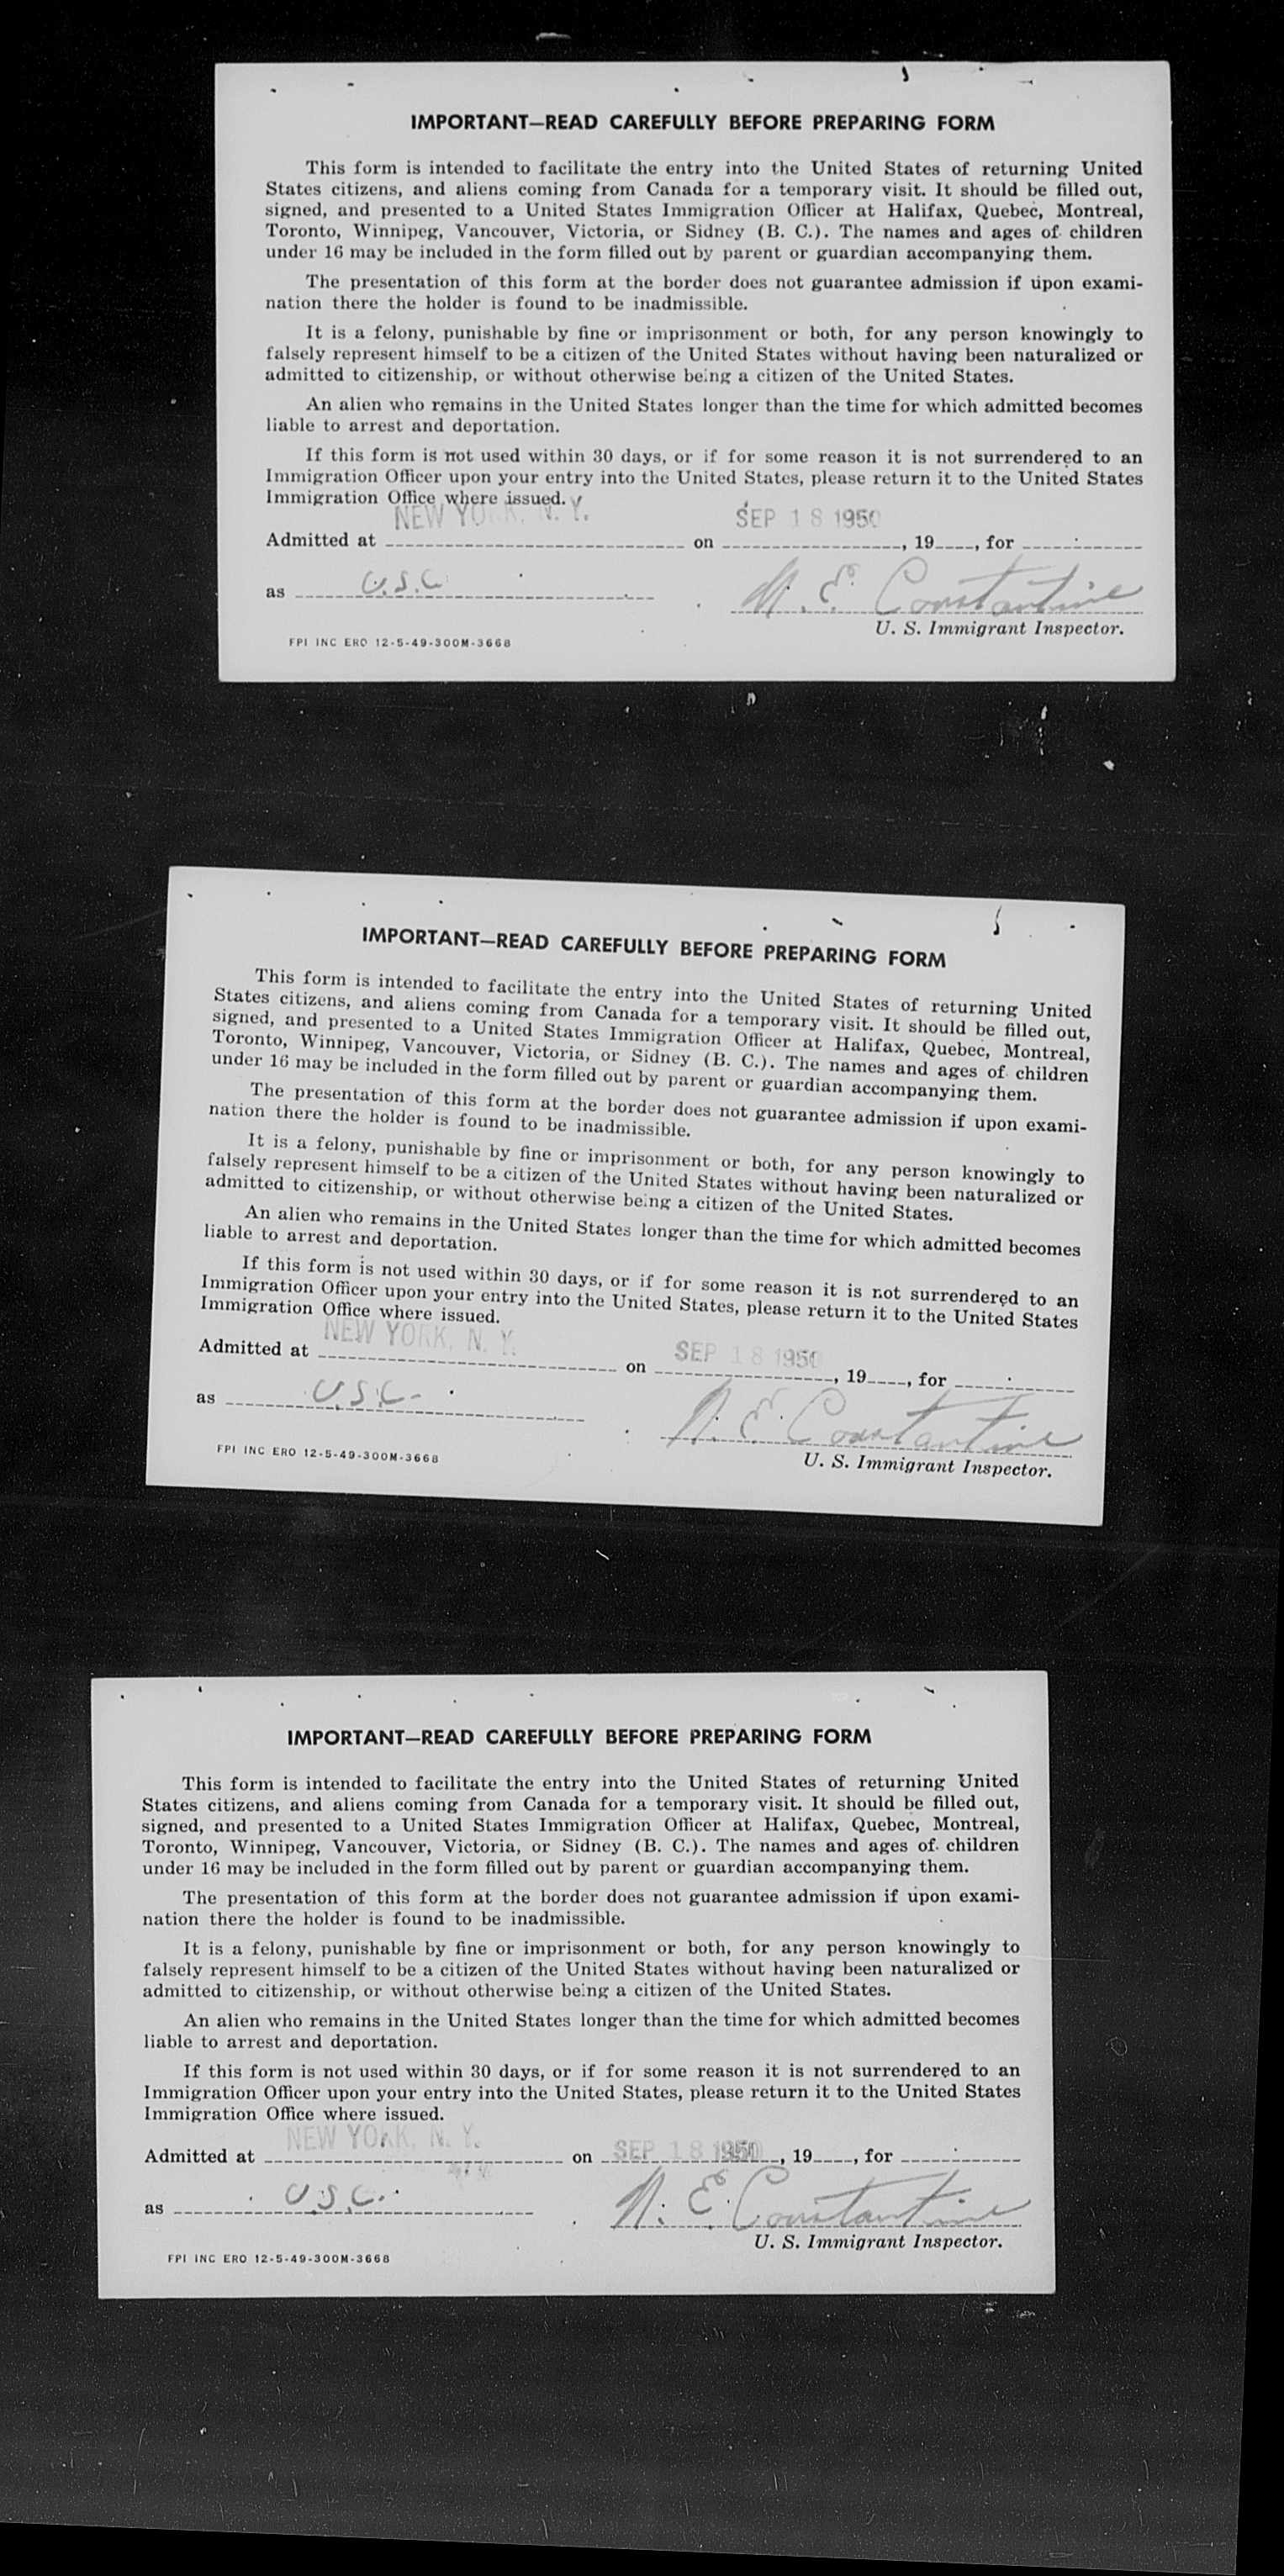 IMPORTANT—READ CAREFULLY BEFORE PREPARING FORM
This form is intended to facilitate the entry into the United States of returning United
States citizens, and aliens coming from Canada for a temporary visit. It should be filled out,
signed, and presented to a United States Immigration Officer at Halifax, Quebec, Montreal,
Toronto, Winnipeg, Vancouver, Victoria, or Sidney (B. C.). The names and ages of children
under 16 may be included in the form filled out by parent or guardian accompanying them.
The presentation of this form at the border does not guarantee admission if upon exami-
nation there the holder is found to be inadmissible.
It is a felony, punishable by fine or imprisonment or both, for any person knowingly to
falsely represent himself to be a citizen of the United States without having been naturalized or
admitted to citizenship, or without otherwise being a citizen of the United States.
An alien who remains in the United States longer than the time for which admitted becomes
liable to arrest and deportation.
If this form is not used within 30 days, or if for some reason it is not surrendered to an
Immigration Officer upon your entry into the United States, please return it to the United States
Immigration Office where issued.
Admitted at NEW YORK, N. Y. on SEP 18 1950, 19, for
as U.S.C. N. E. Constantine
U. S. Immigrant Inspector.
FPI INC ERO 12-5-49-300M-3668
IMPORTANT—READ CAREFULLY BEFORE PREPARING FORM
This form is intended to facilitate the entry into the United States of returning United
States citizens, and aliens coming from Canada for a temporary visit. It should be filled out,
signed, and presented to a United States Immigration Officer at Halifax, Quebec, Montreal,
Toronto, Winnipeg, Vancouver, Victoria, or Sidney (B. C.). The names and ages of children
under 16 may be included in the form filled out by parent or guardian accompanying them.
The presentation of this form at the border does not guarantee admission if upon exami-
nation there the holder is found to be inadmissible.
It is a felony, punishable by fine or imprisonment or both, for any person knowingly to
falsely represent himself to be a citizen of the United States without having been naturalized or
admitted to citizenship, or without otherwise being a citizen of the United States.
An alien who remains in the United States longer than the time for which admitted becomes
liable to arrest and deportation.
If this form is not used within 30 days, or if for some reason it is not surrendered to an
Immigration Officer upon your entry into the United States, please return it to the United States
Immigration Office where issued.
Admitted at NEW YORK, N. Y. on SEP 18 1950, 19, for
as U.S.C. N. E. Constantine
U. S. Immigrant Inspector.
FPI INC ERO 12-5-49-300M-3668
IMPORTANT—READ CAREFULLY BEFORE PREPARING FORM
This form is intended to facilitate the entry into the United States of returning United
States citizens, and aliens coming from Canada for a temporary visit. It should be filled out,
signed, and presented to a United States Immigration Officer at Halifax, Quebec, Montreal,
Toronto, Winnipeg, Vancouver, Victoria, or Sidney (B. C.). The names and ages of children
under 16 may be included in the form filled out by parent or guardian accompanying them.
The presentation of this form at the border does not guarantee admission if upon exami-
nation there the holder is found to be inadmissible.
It is a felony, punishable by fine or imprisonment or both, for any person knowingly to
falsely represent himself to be a citizen of the United States without having been naturalized or
admitted to citizenship, or without otherwise being a citizen of the United States.
An alien who remains in the United States longer than the time for which admitted becomes
liable to arrest and deportation.
If this form is not used within 30 days, or if for some reason it is not surrendered to an
Immigration Officer upon your entry into the United States, please return it to the United States
Immigration Office where issued.
Admitted at NEW YORK, N. Y. on SEP 18 1950, 19, for
as U.S.C. N. E. Constantine
U. S. Immigrant Inspector.
FPI INC ERO 12-5-49-300M-3668